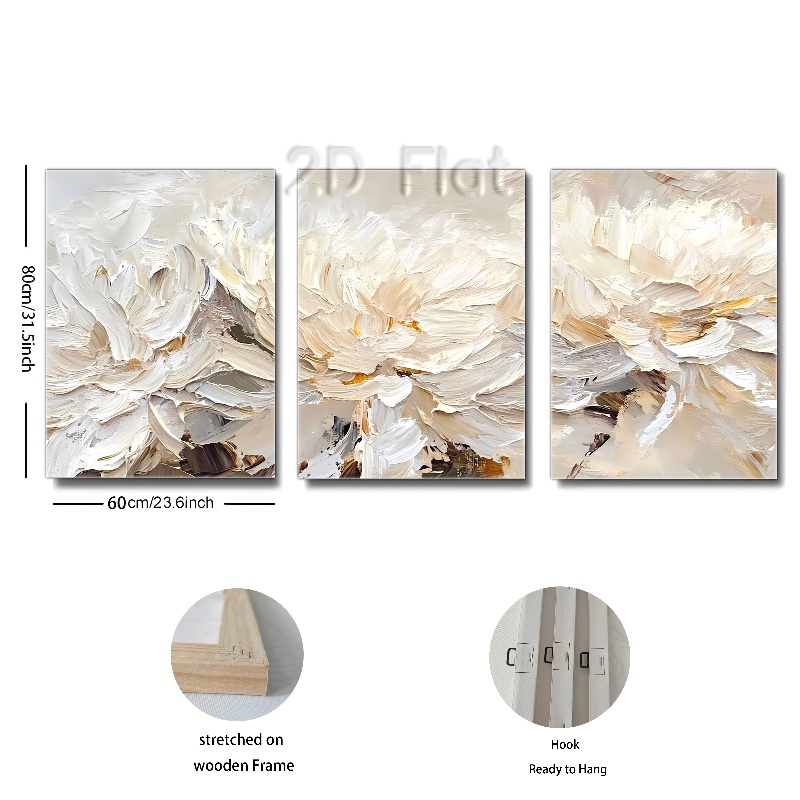 2D Flat
80cm/31.5inch
60cm/23.6inch
stretched on
wooden Frame
Hook
Ready to Hang